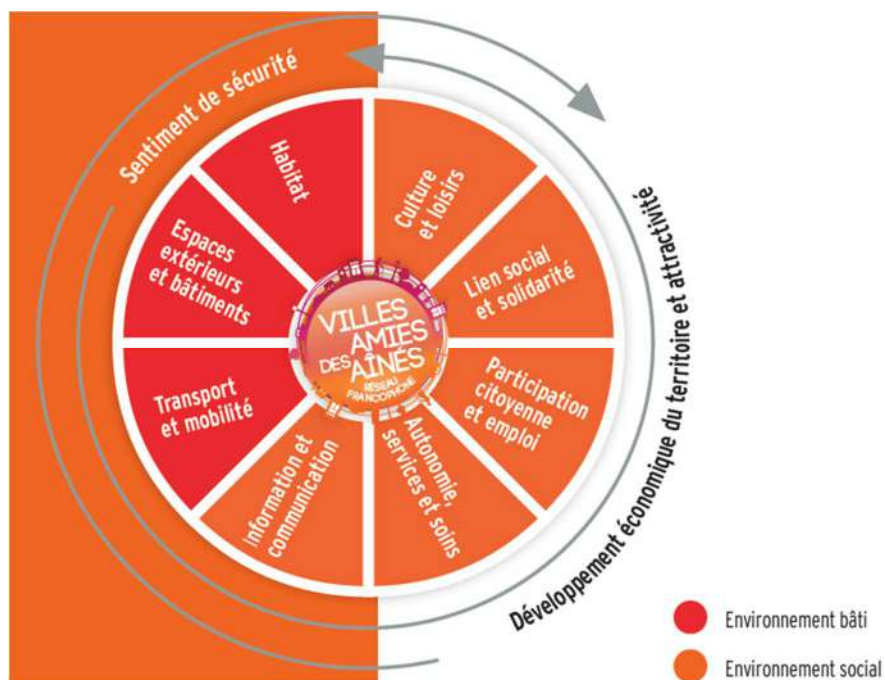 Sentiment de sécurité
Habitat
Culture
et loisirs
Espaces
extérieurs
et bâtiments
Lien social
et solidarité
VILLES
AMIES
DES AÎNÉS
RÉSEAU
FRANCOPHONE
Transport
et mobilité
Participation
citoyenne
et emploi
Information et
communication
Autonomie,
services et soins
Développement économique du territoire et attractivité
Environnement bâti
Environnement social